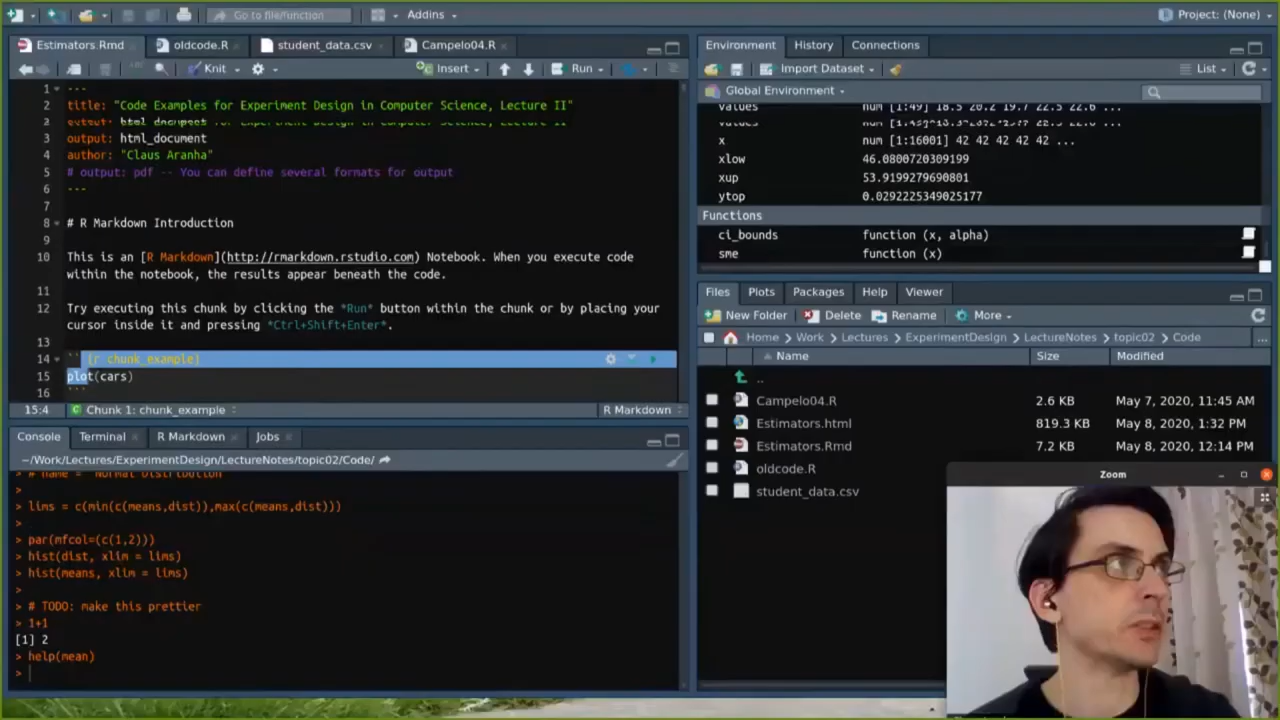 Go to file/function Addins Project: (None)
Estimators.Rmd oldcode.R student_data.csv Campelo04.R
Knit Insert Run
1 ---
2 title: "Code Examples for Experiment Design in Computer Science, Lecture II"
3 output: html_document
output: html_document
4 author: "Claus Aranha"
5 # output: pdf -- You can define several formats for output
6 ---
7
8 # R Markdown Introduction
9
10 This is an [R Markdown](http://rmarkdown.rstudio.com) Notebook. When you execute code
within the notebook, the results appear beneath the code.
11
12 Try executing this chunk by clicking the *Run* button within the chunk or by placing your
cursor inside it and pressing *Ctrl+Shift+Enter*.
13
14 ```{r chunk_example}
15 plot(cars)
16 ```
15:4 Chunk 1: chunk_example R Markdown
Console Terminal R Markdown Jobs
~/Work/Lectures/ExperimentDesign/LectureNotes/topic02/Code/
> # name = "Normal Distribution"
>
> lims = c(min(c(means,dist)),max(c(means,dist)))
>
> par(mfcol=(c(1,2)))
> hist(dist, xlim = lims)
> hist(means, xlim = lims)
>
> # TODO: make this prettier
> 1+1
[1] 2
> help(mean)
>
Environment History Connections
Import Dataset List
Global Environment
values num [1:49] 18.5 20.2 19.7 22.5 22.6 ...
x num [1:16001] 42 42 42 42 42 ...
xlow 46.0800720309199
xup 53.9199279690801
ytop 0.0292225349025177
Functions
ci_bounds function (x, alpha)
sme function (x)
Files Plots Packages Help Viewer
New Folder Delete Rename More
Home Work Lectures ExperimentDesign LectureNotes topic02 Code ...
Name Size Modified
..
Campelo04.R 2.6 KB May 7, 2020, 11:45 AM
Estimators.html 819.3 KB May 8, 2020, 1:32 PM
Estimators.Rmd 7.2 KB May 8, 2020, 12:14 PM
oldcode.R
student_data.csv
Zoom